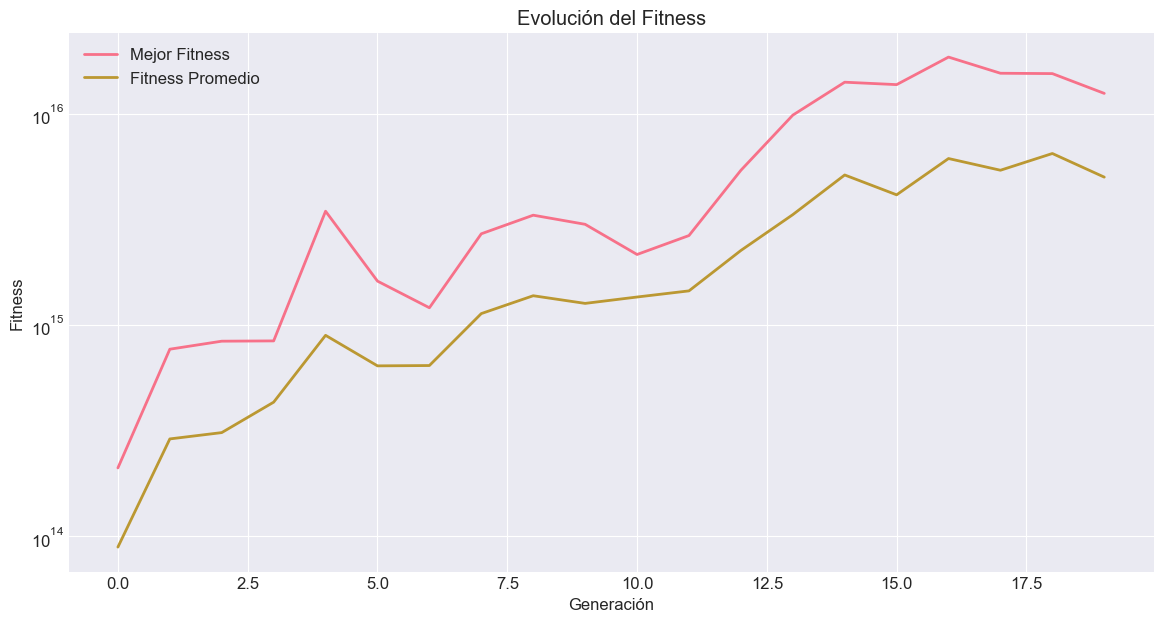 Evolución del Fitness
Mejor Fitness
Fitness Promedio
Fitness
10^16
10^15
10^14
0.0 2.5 5.0 7.5 10.0 12.5 15.0 17.5
Generación